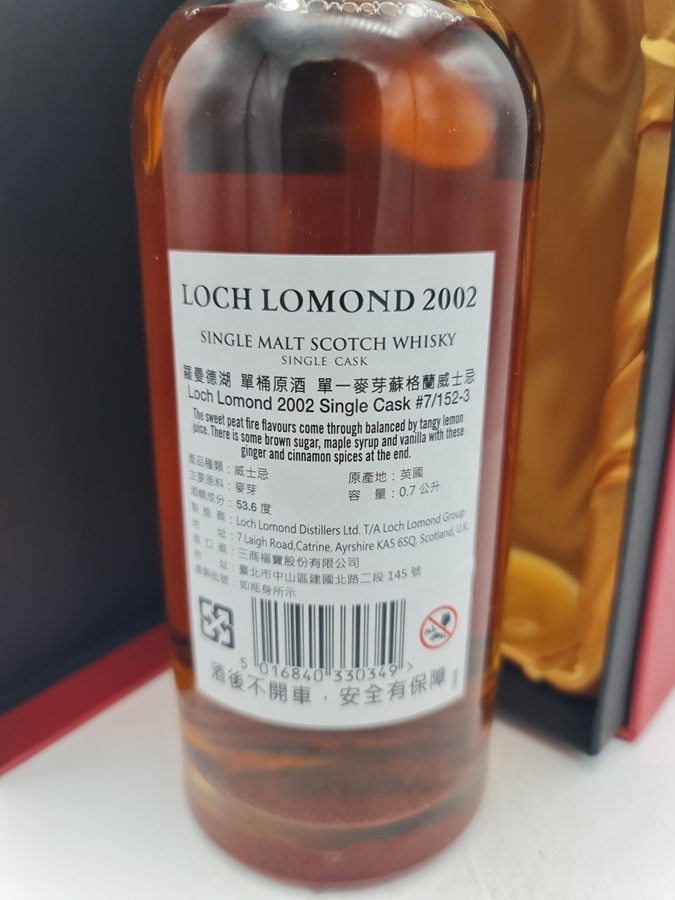 LOCH LOMOND 2002
SINGLE MALT SCOTCH WHISKY
SINGLE CASK
羅曼德湖 單桶原酒 單一麥芽蘇格蘭威士忌
Loch Lomond 2002 Single Cask #7/152-3
The sweet peat fire flavours come through balanced by tangy lemon
juice. There is some brown sugar, maple syrup and vanilla with these
ginger and cinnamon spices at the end.
產品種類：威士忌
主要原料：麥芽 原產地：英國
酒精成分：53.6 度 容 量：0.7 公升
製 造 商：Loch Lomond Distillers Ltd. T/A Loch Lomond Group
地 址：7 Laigh Road,Catrine, Ayrshire KA5 6SQ, Scotland, U.K.
進 口 商：三商福寶股份有限公司
地 址：臺北市中山區建國北路二段 145 號
產製批號：如瓶身所示
5 016840 330349 >
酒後不開車，安全有保障